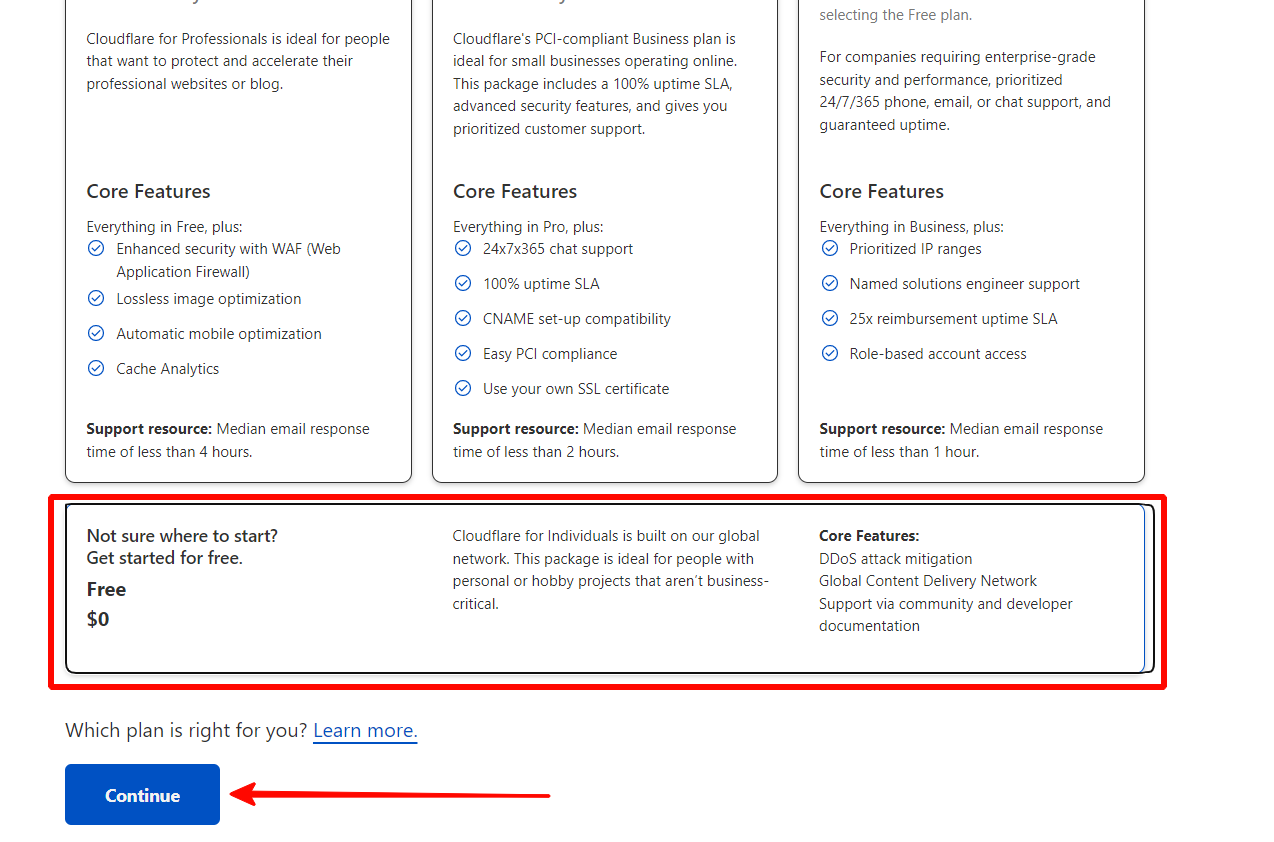 Cloudflare for Professionals is ideal for people
that want to protect and accelerate their
professional websites or blog.
Core Features
Everything in Free, plus:
Enhanced security with WAF (Web
Application Firewall)
Lossless image optimization
Automatic mobile optimization
Cache Analytics
Support resource: Median email response
time of less than 4 hours.
Cloudflare's PCI-compliant Business plan is
ideal for small businesses operating online.
This package includes a 100% uptime SLA,
advanced security features, and gives you
prioritized customer support.
Core Features
Everything in Pro, plus:
24x7x365 chat support
100% uptime SLA
CNAME set-up compatibility
Easy PCI compliance
Use your own SSL certificate
Support resource: Median email response
time of less than 2 hours.
selecting the Free plan.
For companies requiring enterprise-grade
security and performance, prioritized
24/7/365 phone, email, or chat support, and
guaranteed uptime.
Core Features
Everything in Business, plus:
Prioritized IP ranges
Named solutions engineer support
25x reimbursement uptime SLA
Role-based account access
Support resource: Median email response
time of less than 1 hour.
Not sure where to start?
Get started for free.
Free
$0
Cloudflare for Individuals is built on our global
network. This package is ideal for people with
personal or hobby projects that aren’t business-
critical.
Core Features:
DDoS attack mitigation
Global Content Delivery Network
Support via community and developer
documentation
Which plan is right for you? Learn more.
Continue